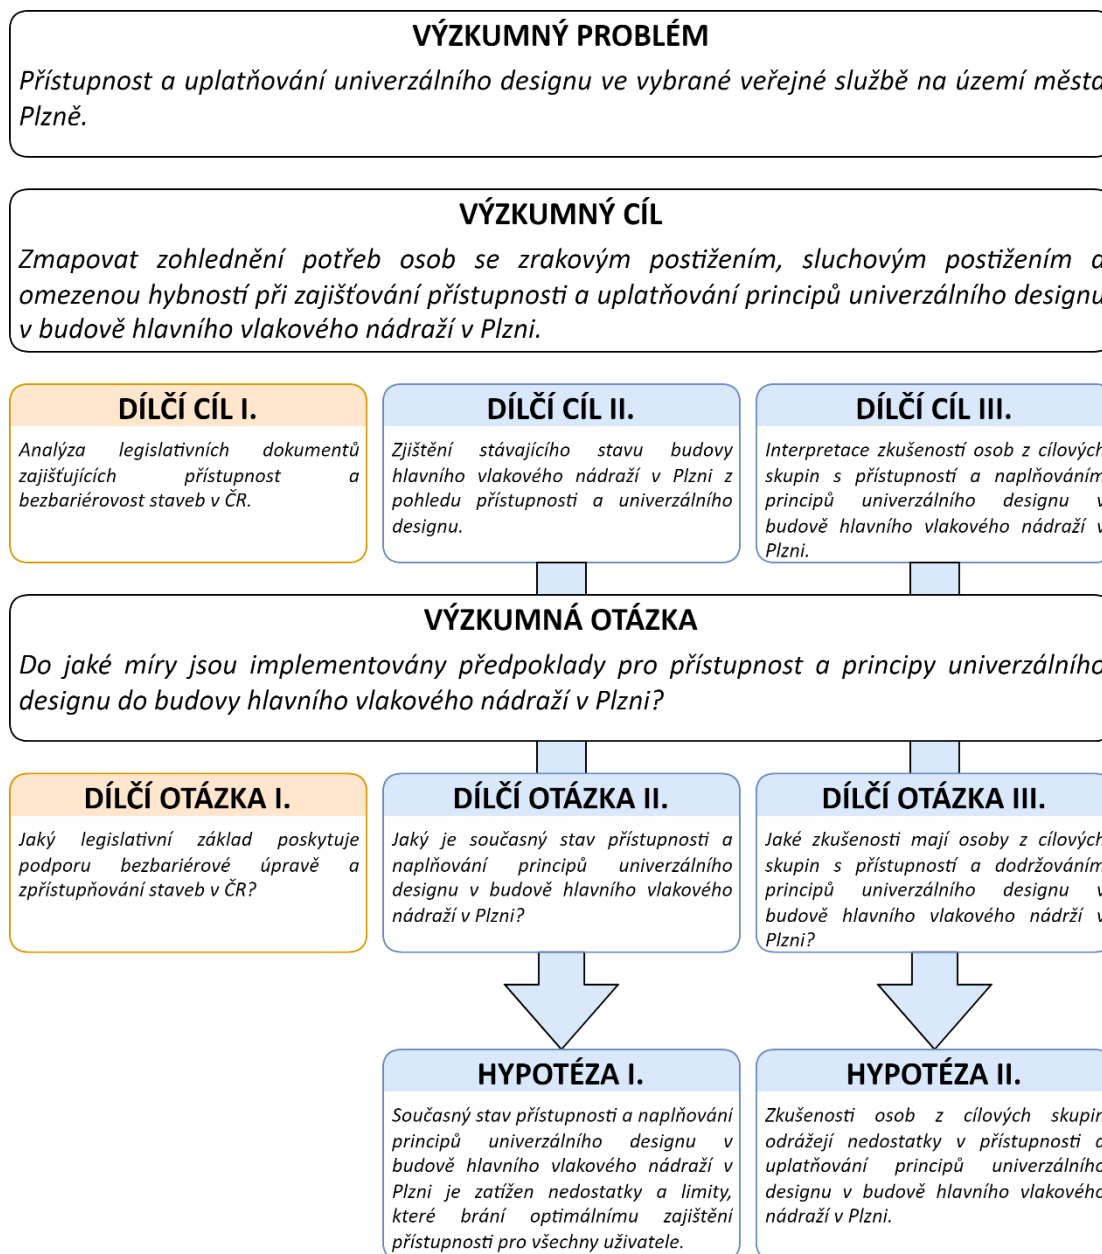 VÝZKUMNÝ PROBLÉM
Přístupnost a uplatňování univerzálního designu ve vybrané veřejné službě na území města
Plzně.
VÝZKUMNÝ CÍL
Zmapovat zohlednění potřeb osob se zrakovým postižením, sluchovým postižením a
omezenou hybností při zajišťování přístupnosti a uplatňování principů univerzálního designu
v budově hlavního vlakového nádraží v Plzni.
DÍLČÍ CÍL I.
Analýza legislativních dokumentů
zajišťujících přístupnost a
bezbariérovost staveb v ČR.
DÍLČÍ CÍL II.
Zjištění stávajícího stavu budovy
hlavního vlakového nádraží v Plzni z
pohledu přístupnosti a univerzálního
designu.
DÍLČÍ CÍL III.
Interpretace zkušeností osob z cílových
skupin s přístupností a naplňováním
principů univerzálního designu v
budově hlavního vlakového nádraží v
Plzni.
VÝZKUMNÁ OTÁZKA
Do jaké míry jsou implementovány předpoklady pro přístupnost a principy univerzálního
designu do budovy hlavního vlakového nádraží v Plzni?
DÍLČÍ OTÁZKA I.
Jaký legislativní základ poskytuje
podporu bezbariérové úpravě a
zpřístupňování staveb v ČR?
DÍLČÍ OTÁZKA II.
Jaký je současný stav přístupnosti a
naplňování principů univerzálního
designu v budově hlavního vlakového
nádraží v Plzni?
DÍLČÍ OTÁZKA III.
Jaké zkušenosti mají osoby z cílových
skupin s přístupností a dodržováním
principů univerzálního designu v
budově hlavního vlakového nádrží v
Plzni?
HYPOTÉZA I.
Současný stav přístupnosti a naplňování
principů univerzálního designu v
budově hlavního vlakového nádraží v
Plzni je zatížen nedostatky a limity,
které brání optimálnímu zajištění
přístupnosti pro všechny uživatele.
HYPOTÉZA II.
Zkušenosti osob z cílových skupin
odrážejí nedostatky v přístupnosti a
uplatňování principů univerzálního
designu v budově hlavního vlakového
nádraží v Plzni.